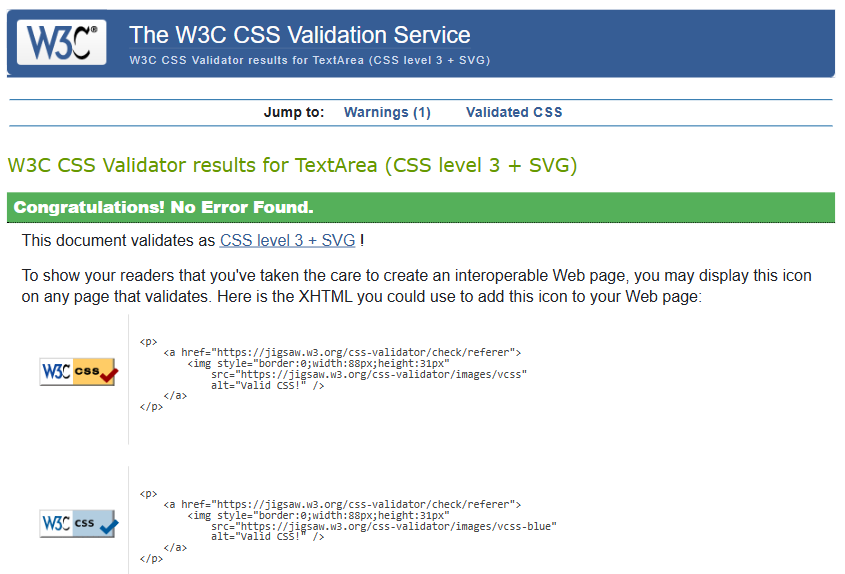 W3C®
The W3C CSS Validation Service
W3C CSS Validator results for TextArea (CSS level 3 + SVG)
Jump to: Warnings (1) Validated CSS
W3C CSS Validator results for TextArea (CSS level 3 + SVG)
Congratulations! No Error Found.
This document validates as CSS level 3 + SVG !
To show your readers that you've taken the care to create an interoperable Web page, you may display this icon
on any page that validates. Here is the XHTML you could use to add this icon to your Web page:
W3C css
<p>
    <a href="https://jigsaw.w3.org/css-validator/check/referer">
        <img style="border:0;width:88px;height:31px"
            src="https://jigsaw.w3.org/css-validator/images/vcss"
            alt="Valid CSS!" />
    </a>
</p>
W3C css
<p>
    <a href="https://jigsaw.w3.org/css-validator/check/referer">
        <img style="border:0;width:88px;height:31px"
            src="https://jigsaw.w3.org/css-validator/images/vcss-blue"
            alt="Valid CSS!" />
    </a>
</p>